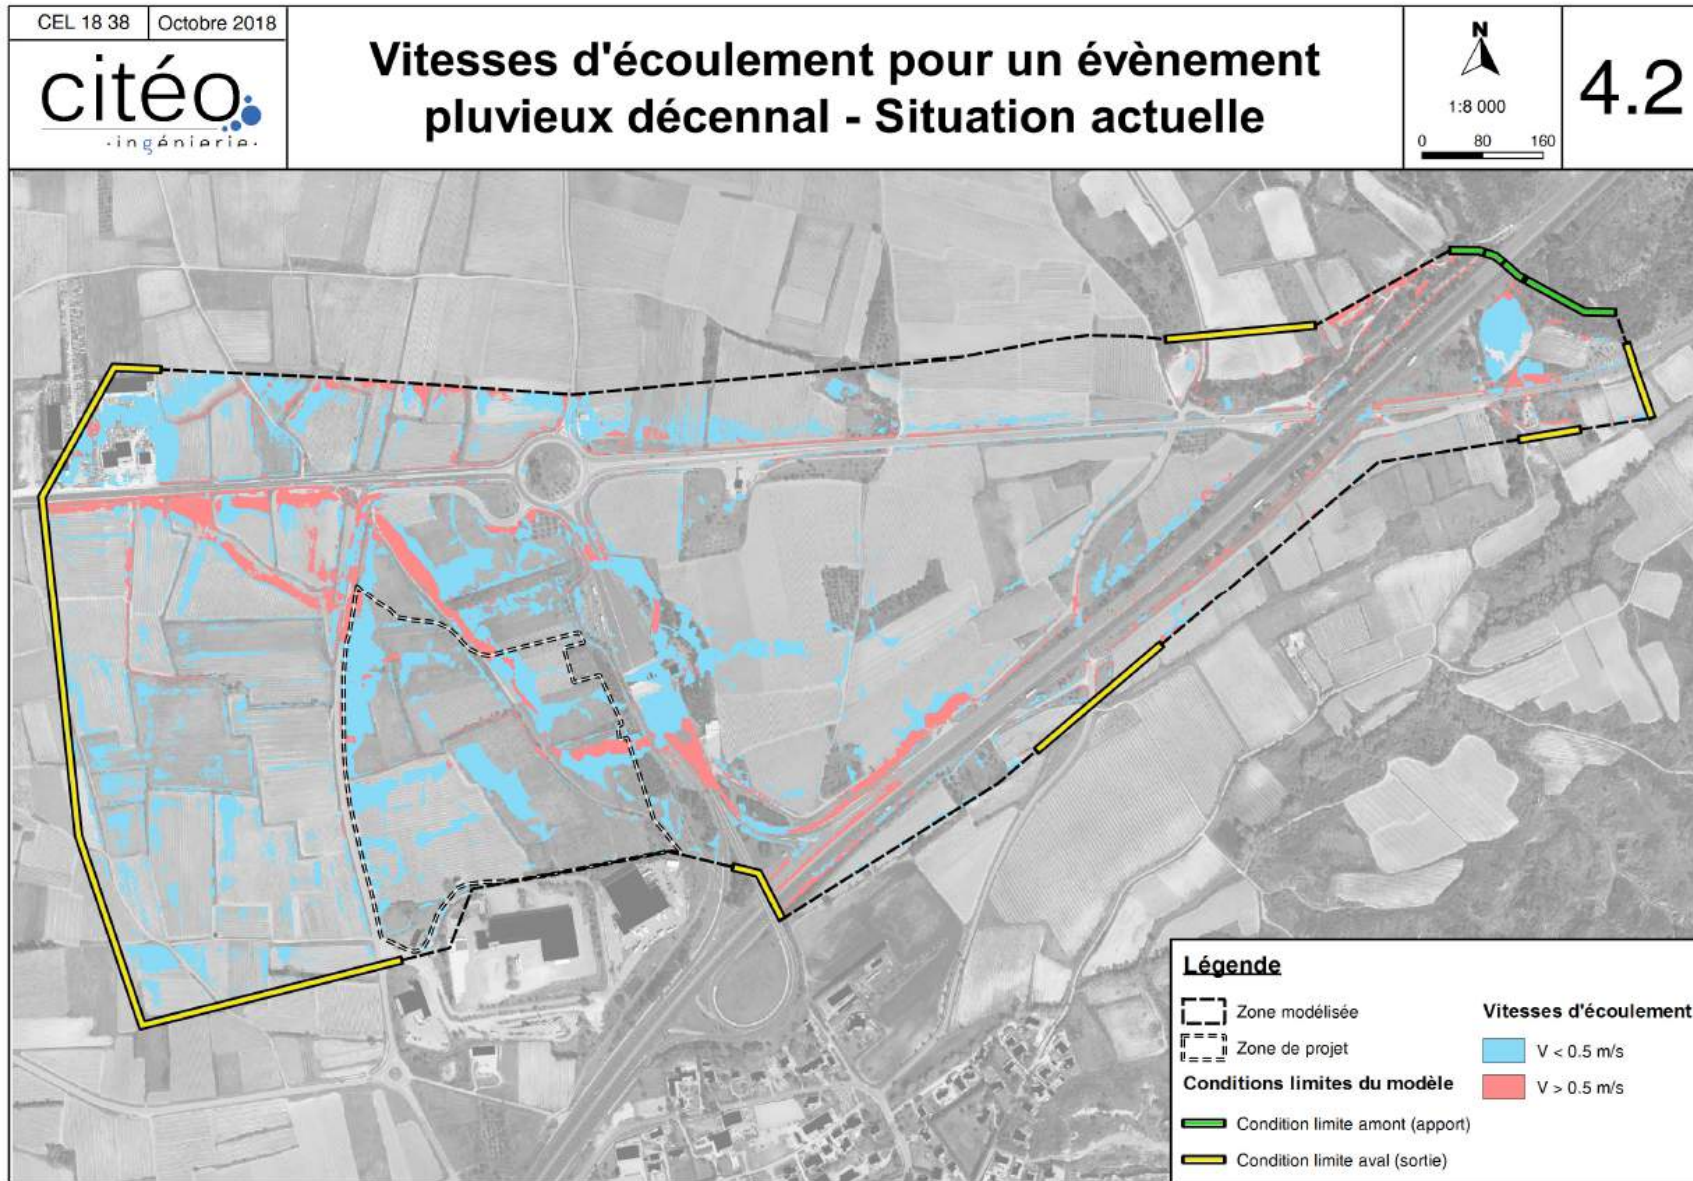 CEL 18 38
Octobre 2018
citéo
·ingénierie·
Vitesses d'écoulement pour un évènement
pluvieux décennal - Situation actuelle
N
1:8 000
0 80 160
4.2
Légende
Zone modélisée
Zone de projet
Conditions limites du modèle
Condition limite amont (apport)
Condition limite aval (sortie)
Vitesses d'écoulement
V < 0.5 m/s
V > 0.5 m/s